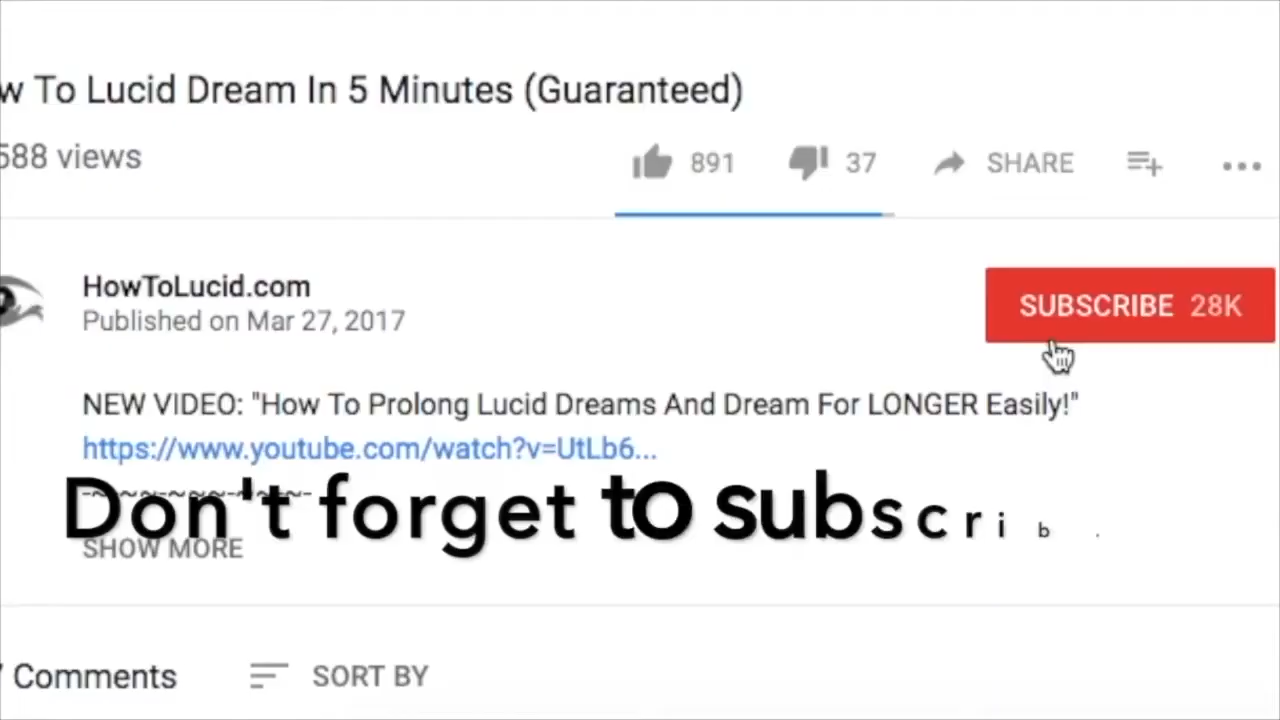 w To Lucid Dream In 5 Minutes (Guaranteed)
588 views
891 37 SHARE
HowToLucid.com
Published on Mar 27, 2017
SUBSCRIBE 28K
NEW VIDEO: "How To Prolong Lucid Dreams And Dream For LONGER Easily!"
https://www.youtube.com/watch?v=UtLb6...
Don't forget to subscrib
SHOW MORE
Comments SORT BY